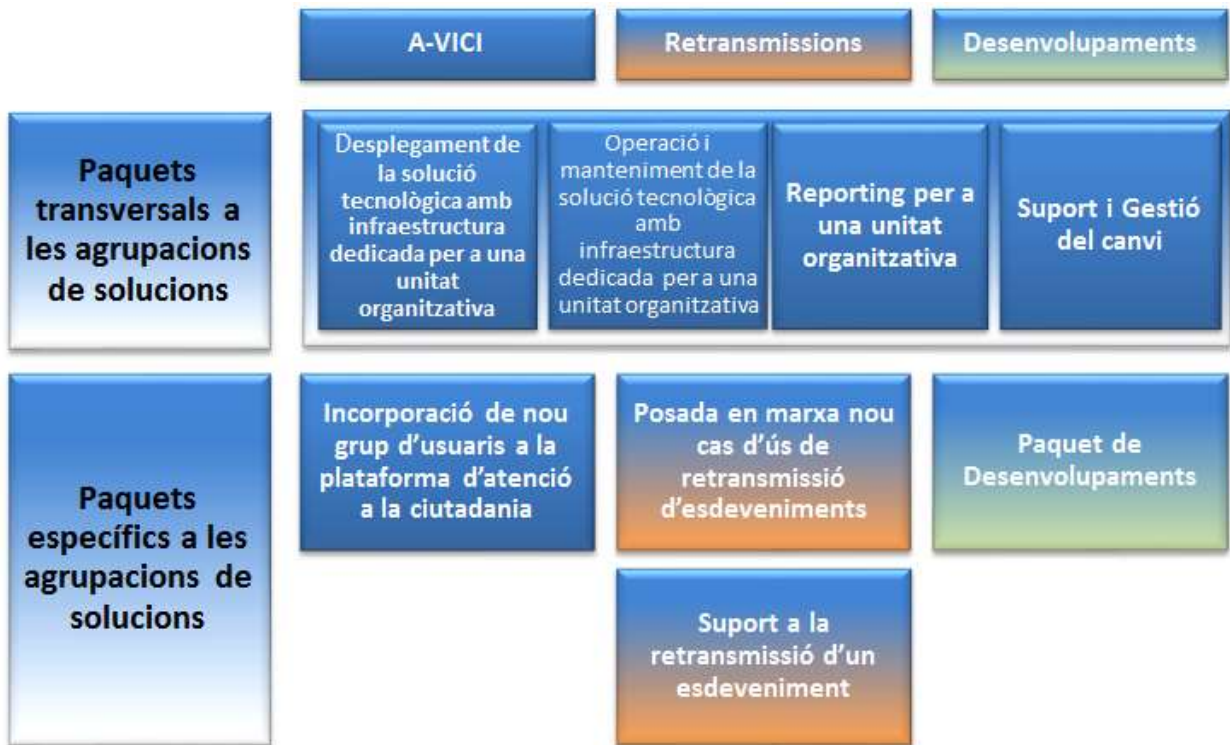 A-VICI
Retransmissions
Desenvolupaments
Paquets
transversals a
les agrupacions
de solucions
Desplegament de
la solució
tecnològica amb
infraestructura
dedicada per a una
unitat
organitzativa
Operació i
manteniment de la
solució tecnològica
amb
infraestructura
dedicada per a una
unitat organitzativa
Reporting per a
una unitat
organitzativa
Suport i Gestió
del canvi
Paquets
específics a les
agrupacions de
solucions
Incorporació de nou
grup d’usuaris a la
plataforma d’atenció
a la ciutadania
Posada en marxa nou
cas d’ús de
retransmissió
d’esdeveniments
Paquet de
Desenvolupaments
Suport a la
retransmissió d’un
esdeveniment